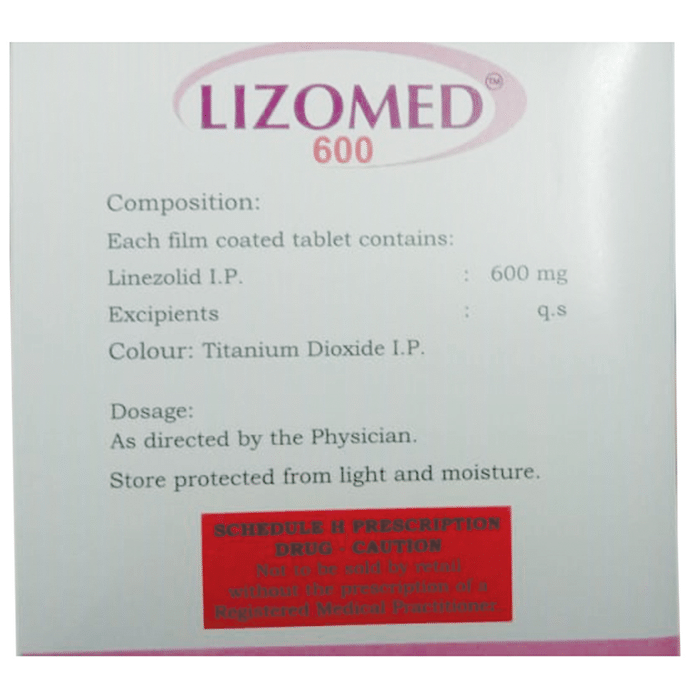 LIZOMED™
600
Composition:
Each film coated tablet contains:
Linezolid I.P. : 600 mg
Excipients : q.s
Colour: Titanium Dioxide I.P.
Dosage:
As directed by the Physician.
Store protected from light and moisture.
SCHEDULE H PRESCRIPTION
DRUG - CAUTION
Not to be sold by retail
without the prescription of a
Registered Medical Practitioner.